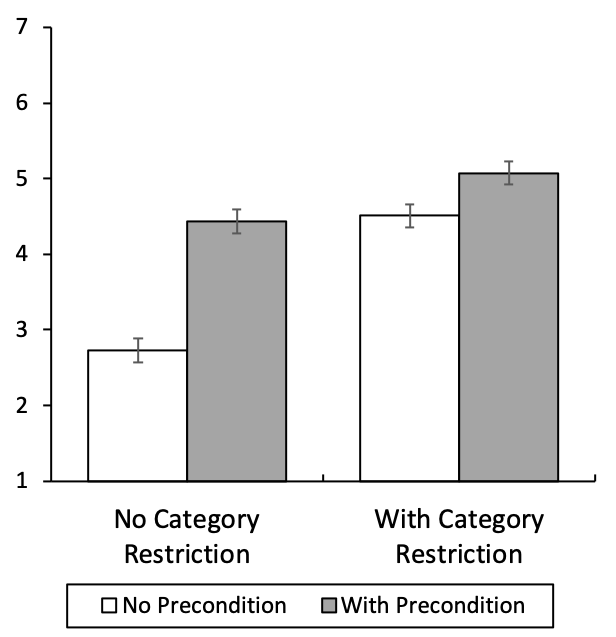 7
6
5
4
3
2
1
No Category
Restriction
With Category
Restriction
No Precondition
With Precondition